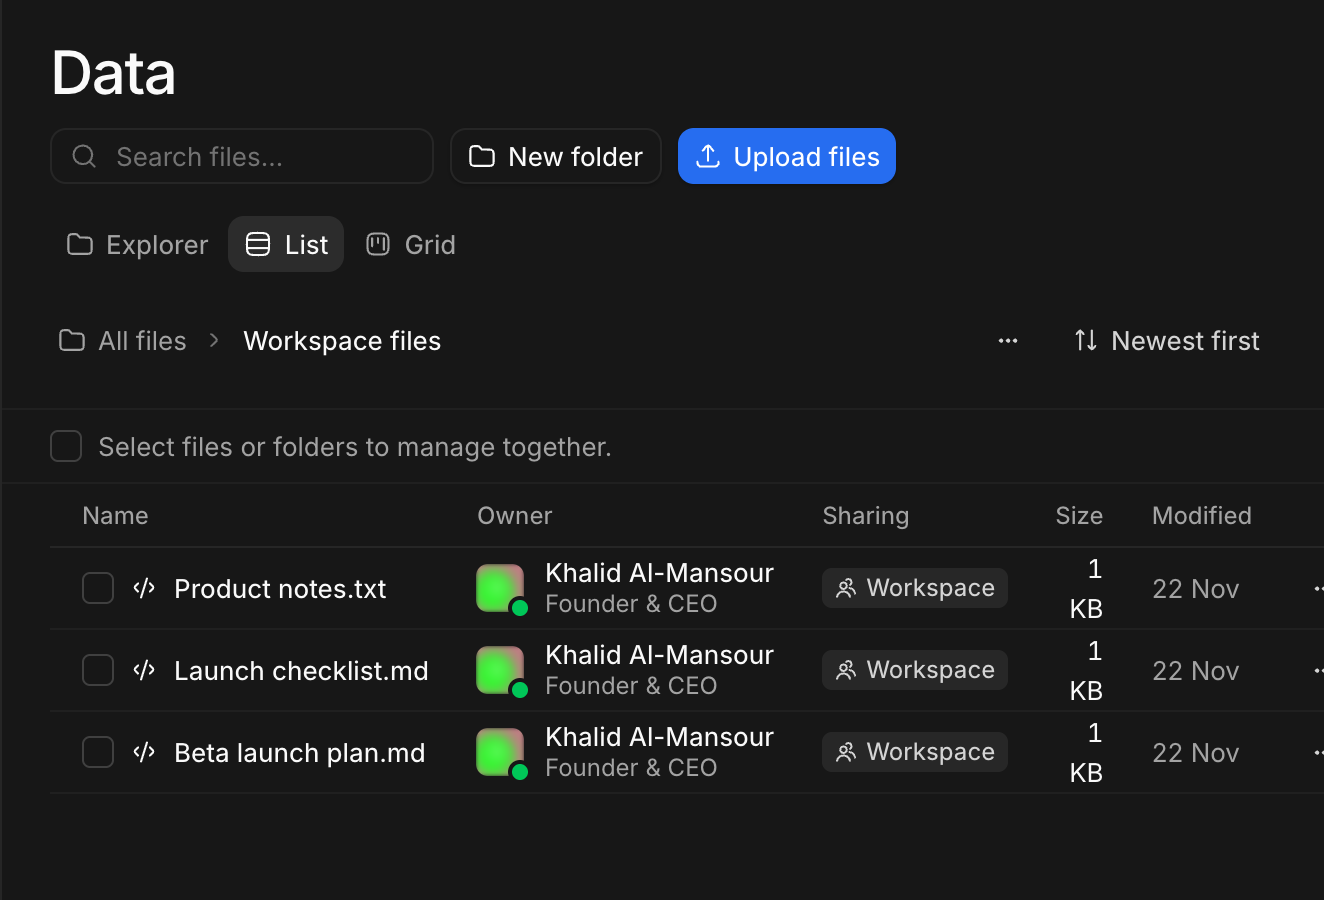 Data
Search files...
New folder
Upload files
Explorer
List
Grid
All files
Workspace files
Newest first
Select files or folders to manage together.
Name
Owner
Sharing
Size
Modified
Product notes.txt
Khalid Al-Mansour
Founder & CEO
Workspace
1
KB
22 Nov
Launch checklist.md
Khalid Al-Mansour
Founder & CEO
Workspace
1
KB
22 Nov
Beta launch plan.md
Khalid Al-Mansour
Founder & CEO
Workspace
1
KB
22 Nov